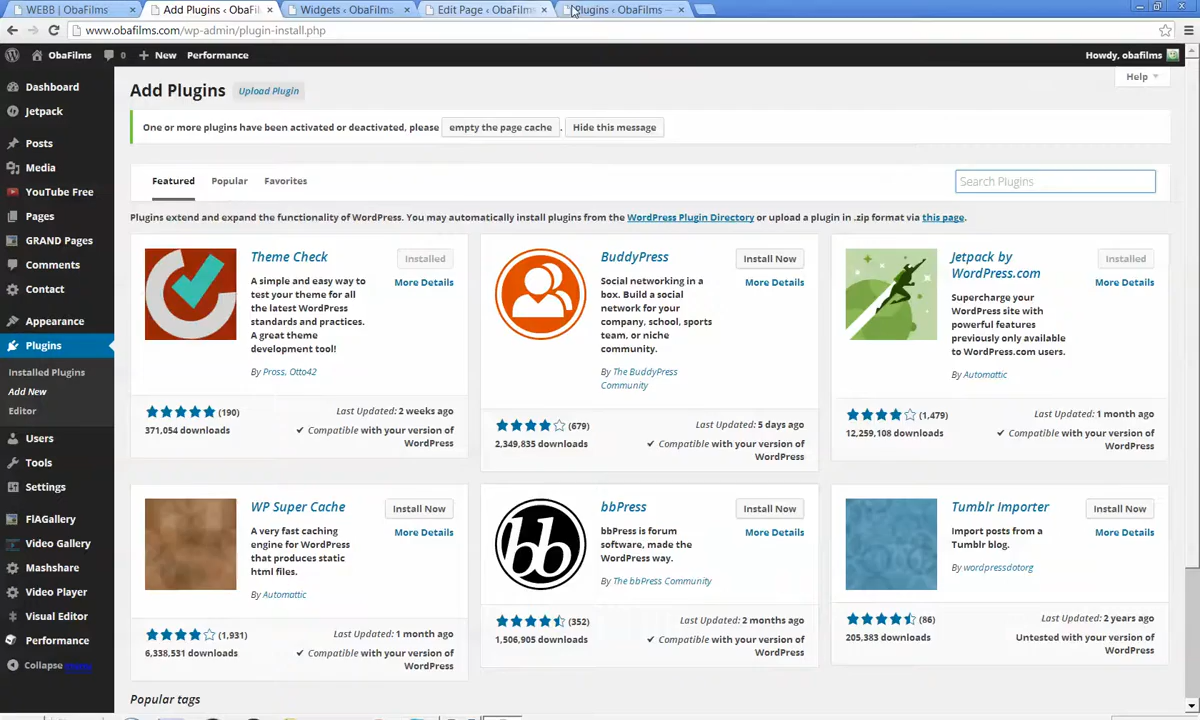 WEBB | ObaFilms
Add Plugins ‹ ObaFil
Widgets ‹ ObaFilms
Edit Page ‹ ObaFilms
Plugins ‹ ObaFilms —
www.obafilms.com/wp-admin/plugin-install.php
ObaFilms
0
New
Performance
Howdy, obafilms
Dashboard
Jetpack
Posts
Media
YouTube Free
Pages
GRAND Pages
Comments
Contact
Appearance
Plugins
Installed Plugins
Add New
Editor
Users
Tools
Settings
FlAGallery
Video Gallery
Mashshare
Video Player
Visual Editor
Performance
Collapse menu
Help
Add Plugins
Upload Plugin
One or more plugins have been activated or deactivated, please empty the page cache . Hide this message
Featured
Popular
Favorites
Search Plugins
Plugins extend and expand the functionality of WordPress. You may automatically install plugins from the WordPress Plugin Directory or upload a plugin in .zip format via this page.
Theme Check
Installed
More Details
A simple and easy way to
test your theme for all
the latest WordPress
standards and practices.
A great theme
development tool!
By Pross, Otto42
(190)
371,054 downloads
Last Updated: 2 weeks ago
Compatible with your version of
WordPress
BuddyPress
Install Now
More Details
Social networking in a
box. Build a social
network for your
company, school, sports
team, or niche
community.
By The BuddyPress
Community
(679)
2,349,835 downloads
Last Updated: 5 days ago
Compatible with your version of
WordPress
Jetpack by
WordPress.com
Installed
More Details
Supercharge your
WordPress site with
powerful features
previously only available
to WordPress.com users.
By Automattic
(1,479)
12,259,108 downloads
Last Updated: 1 month ago
Compatible with your version of
WordPress
WP Super Cache
Install Now
More Details
A very fast caching
engine for WordPress
that produces static
html files.
By Automattic
(1,931)
6,338,531 downloads
Last Updated: 1 month ago
Compatible with your version of
WordPress
bbPress
Install Now
More Details
bbPress is forum
software, made the
WordPress way.
By The bbPress Community
bb
(352)
1,506,905 downloads
Last Updated: 2 months ago
Compatible with your version of
WordPress
Tumblr Importer
Install Now
More Details
Import posts from a
Tumblr blog.
By wordpressdotorg
(86)
205,383 downloads
Last Updated: 2 years ago
Untested with your version of
WordPress
Popular tags